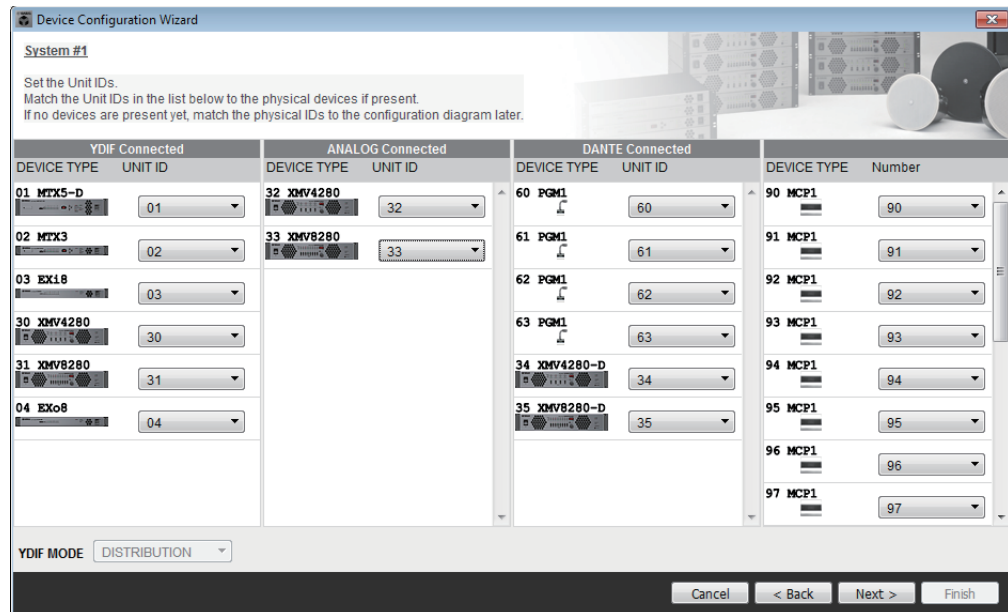 Device Configuration Wizard
System #1
Set the Unit IDs.
Match the Unit IDs in the list below to the physical devices if present.
If no devices are present yet, match the physical IDs to the configuration diagram later.
YDIF Connected
DEVICE TYPE UNIT ID
01 MTX5-D 01
02 MTX3 02
03 EXi8 03
30 XMV4280 30
31 XMV8280 31
04 EXo8 04
ANALOG Connected
DEVICE TYPE UNIT ID
32 XMV4280 32
33 XMV8280 33
DANTE Connected
DEVICE TYPE UNIT ID
60 PGM1 60
61 PGM1 61
62 PGM1 62
63 PGM1 63
34 XMV4280-D 34
35 XMV8280-D 35
DEVICE TYPE Number
90 MCP1 90
91 MCP1 91
92 MCP1 92
93 MCP1 93
94 MCP1 94
95 MCP1 95
96 MCP1 96
97 MCP1 97
YDIF MODE DISTRIBUTION
Cancel < Back Next > Finish